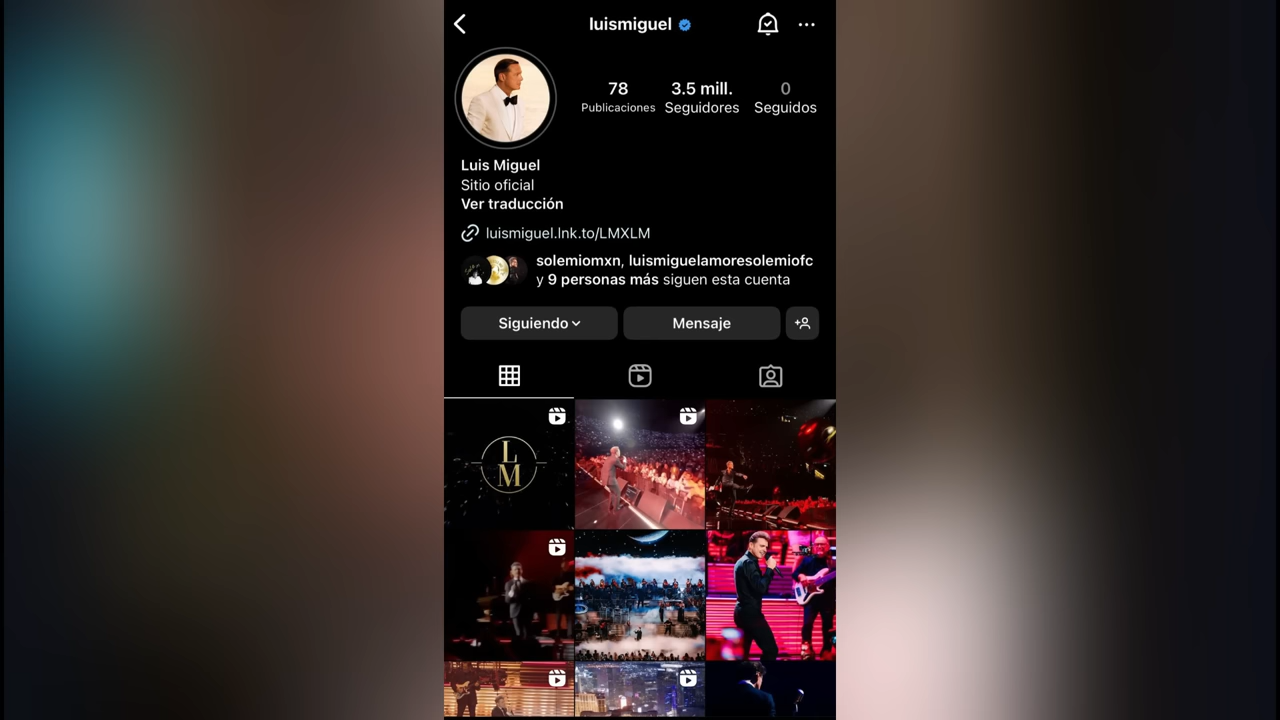 luismiguel
78 3.5 mill. 0
Publicaciones Seguidores Seguidos
Luis Miguel
Sitio oficial
Ver traducción
luismiguel.lnk.to/LMXLM
solemiomxn, luismiguelamoresolemiofc
y 9 personas más siguen esta cuenta
Siguiendo Mensaje
L
M